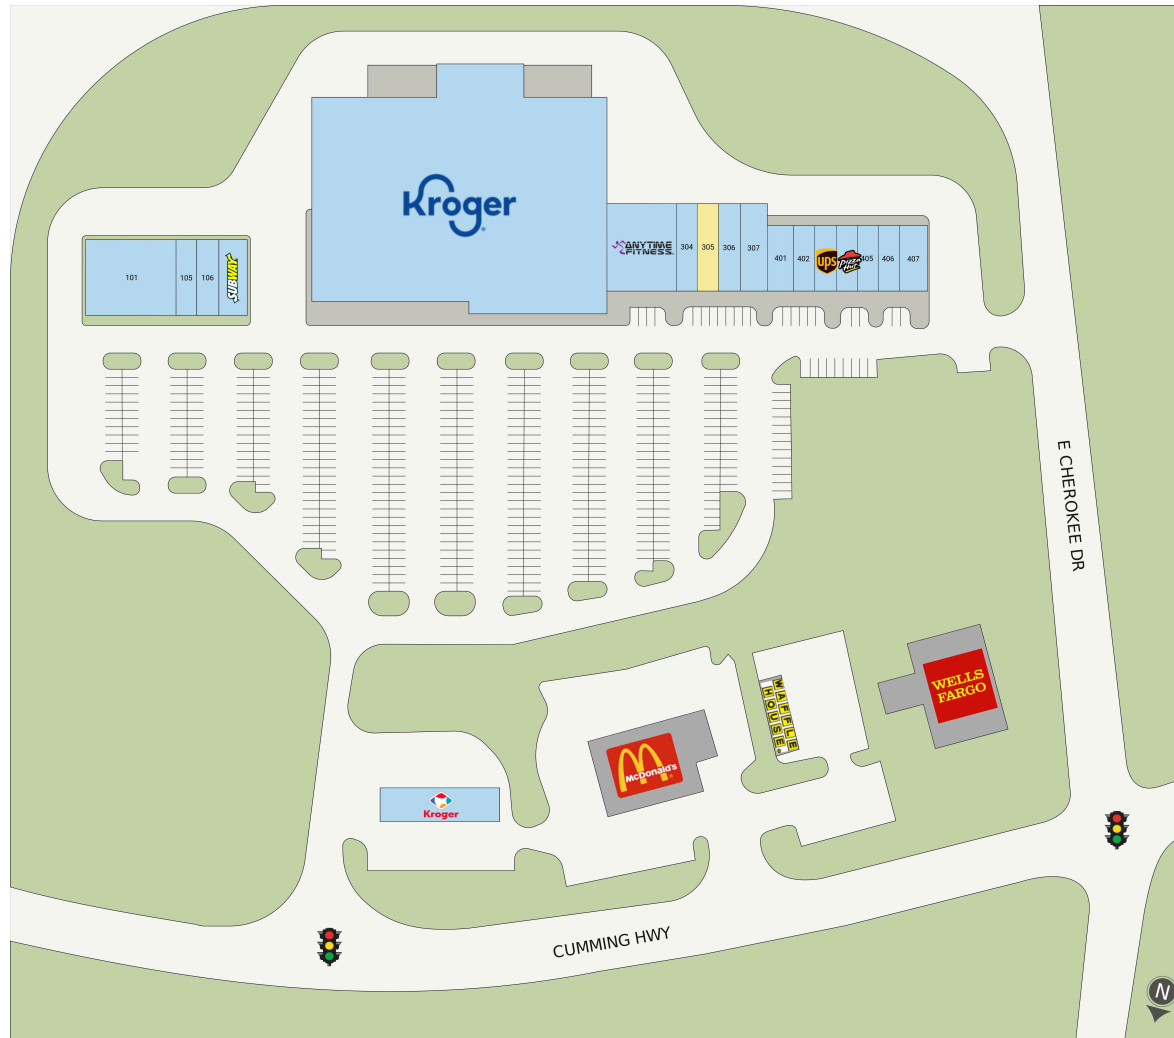 Kroger
ANYTIME
FITNESS
304
305
306
307
101
105
106
SUBWAY
401
402
ups
Pizza
Hut
405
406
407
E CHEROKEE DR
WELLS
FARGO
WAFFLE
HOUSE
McDonald's
Kroger
CUMMING HWY
N